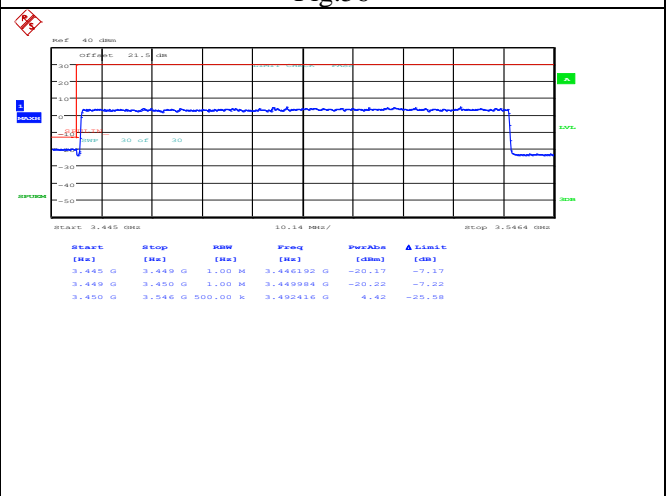 R
S
Ref 40 dBm
Offset 21.5 dB
30
20
10
0
-10
-30
-40
-50
1
MAXH
SWP 30 of 30
A
LVL
3DB
Start 3.445 GHz 10.14 MHz/ Stop 3.5464 GHz
Start Stop RBW Freq PwrAbs Δ Limit
[Hz] [Hz] [Hz] [Hz] [dBm] [dB]
3.445 G 3.449 G 1.00 M 3.446192 G -20.17 -7.17
3.449 G 3.450 G 1.00 M 3.449984 G -20.22 -7.22
3.450 G 3.546 G 500.00 k 3.492416 G 4.42 -25.58